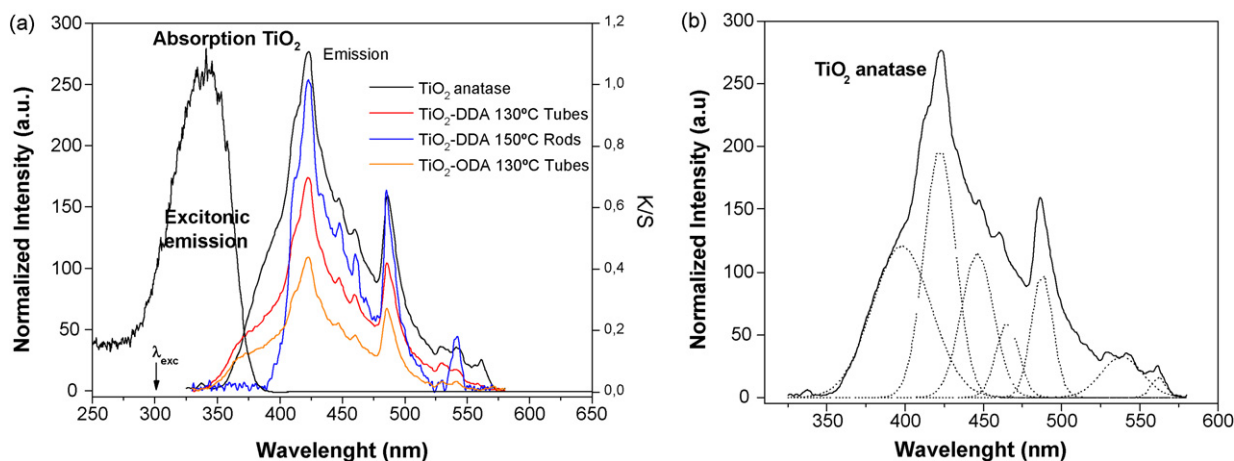 (a)
Absorption TiO₂
Emission
TiO₂ anatase
TiO₂-DDA 130ºC Tubes
TiO₂-DDA 150ºC Rods
TiO₂-ODA 130ºC Tubes
Excitonic
emission
λexc
Normalized Intensity (a.u.)
300
250
200
150
100
50
0
1,2
1,0
0,8
0,6
0,4
0,2
0,0
K/S
250 300 350 400 450 500 550 600 650
Wavelenght (nm)
(b)
TiO₂ anatase
Normalized Intensity (a.u)
300
250
200
150
100
50
0
350 400 450 500 550 600
Wavelenght (nm)